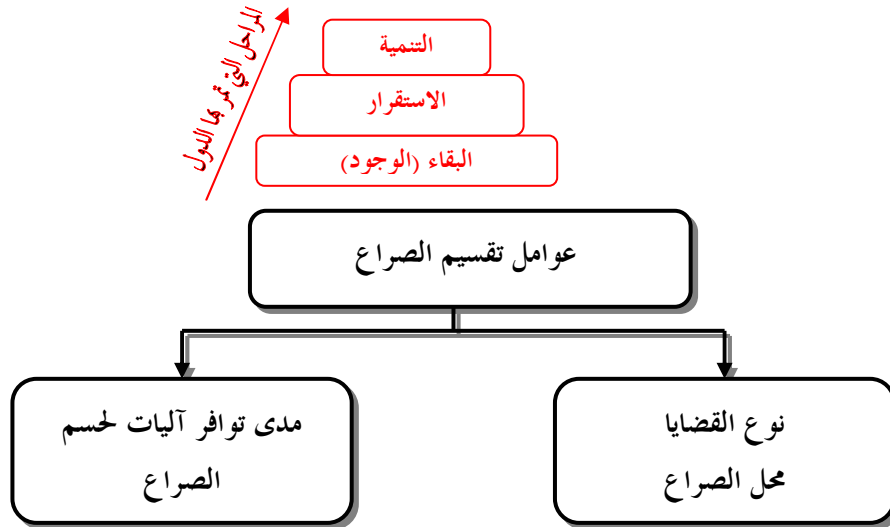 المراحل التي تمر بها الدول
التنمية
الاستقرار
البقاء (الوجود)
عوامل تقسيم الصراع
نوع القضايا
محل الصراع
مدى توافر آليات لحسم
الصراع